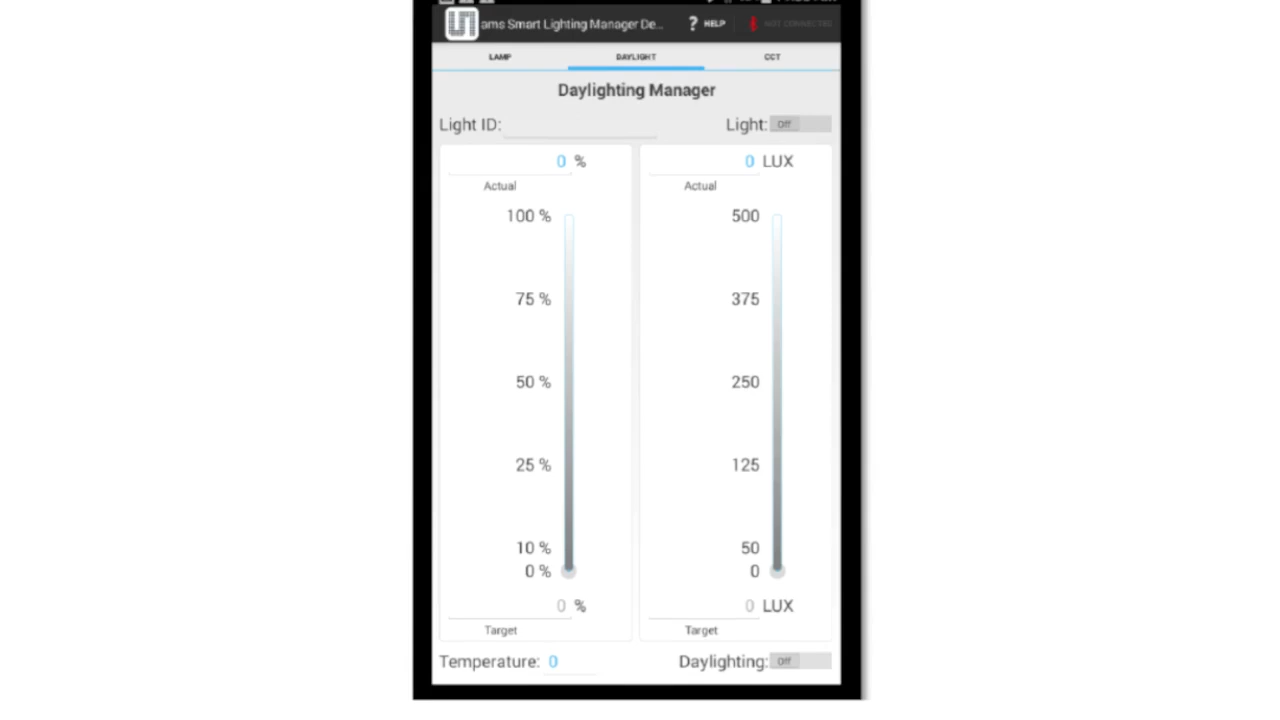 ams Smart Lighting Manager De... ? HELP NOT CONNECTED
LAMP DAYLIGHT CCT
Daylighting Manager
Light ID: Light: Off
0 % 0 LUX
Actual Actual
100 % 500
75 % 375
50 % 250
25 % 125
10 % 50
0 % 0
0 % 0 LUX
Target Target
Temperature: 0 Daylighting: Off